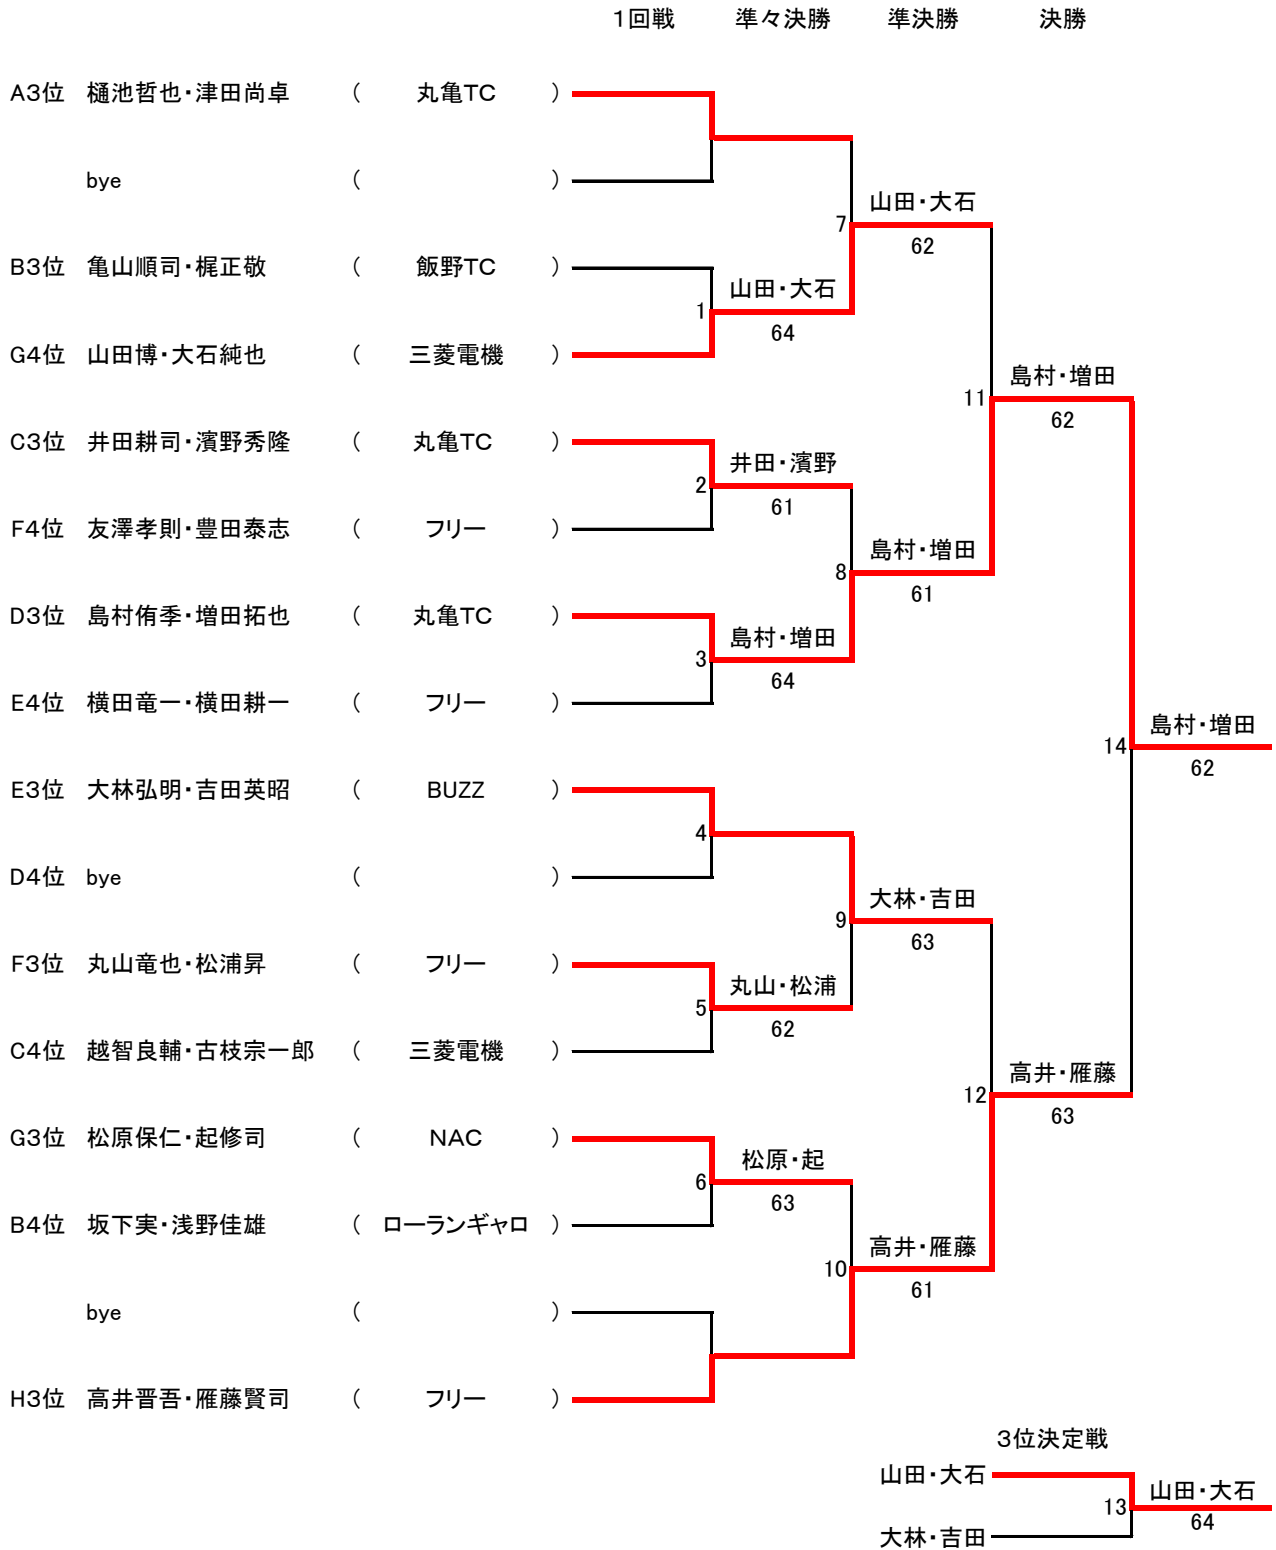 1回戦 準々決勝 準決勝 決勝
A3位 樋池哲也・津田尚卓 ( 丸亀TC )
bye ( )
7 山田・大石
62
B3位 亀山順司・梶正敬 ( 飯野TC )
1 山田・大石
64
G4位 山田博・大石純也 ( 三菱電機 )
11 島村・増田
62
C3位 井田耕司・濱野秀隆 ( 丸亀TC )
2 井田・濱野
61
F4位 友澤孝則・豊田泰志 ( フリー )
8 島村・増田
61
D3位 島村侑季・増田拓也 ( 丸亀TC )
3 島村・増田
64
E4位 横田竜一・横田耕一 ( フリー )
14 島村・増田
62
E3位 大林弘明・吉田英昭 ( BUZZ )
4
D4位 bye ( )
9 大林・吉田
63
F3位 丸山竜也・松浦昇 ( フリー )
5 丸山・松浦
62
C4位 越智良輔・古枝宗一郎 ( 三菱電機 )
12 高井・雁藤
63
G3位 松原保仁・起修司 ( NAC )
6 松原・起
63
B4位 坂下実・浅野佳雄 ( ローランギャロ )
10 高井・雁藤
61
bye ( )
H3位 高井晋吾・雁藤賢司 ( フリー )
3位決定戦
山田・大石
13 山田・大石
64
大林・吉田